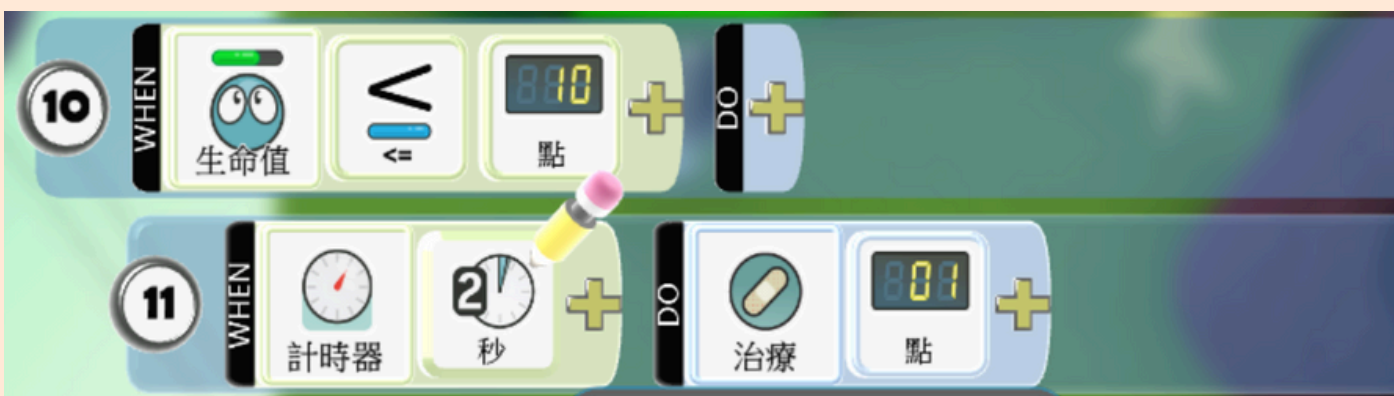 10 WHEN 生命值 < <= 10 點 + DO +
11 WHEN 計時器 2 秒 + DO 治療 01 點 +